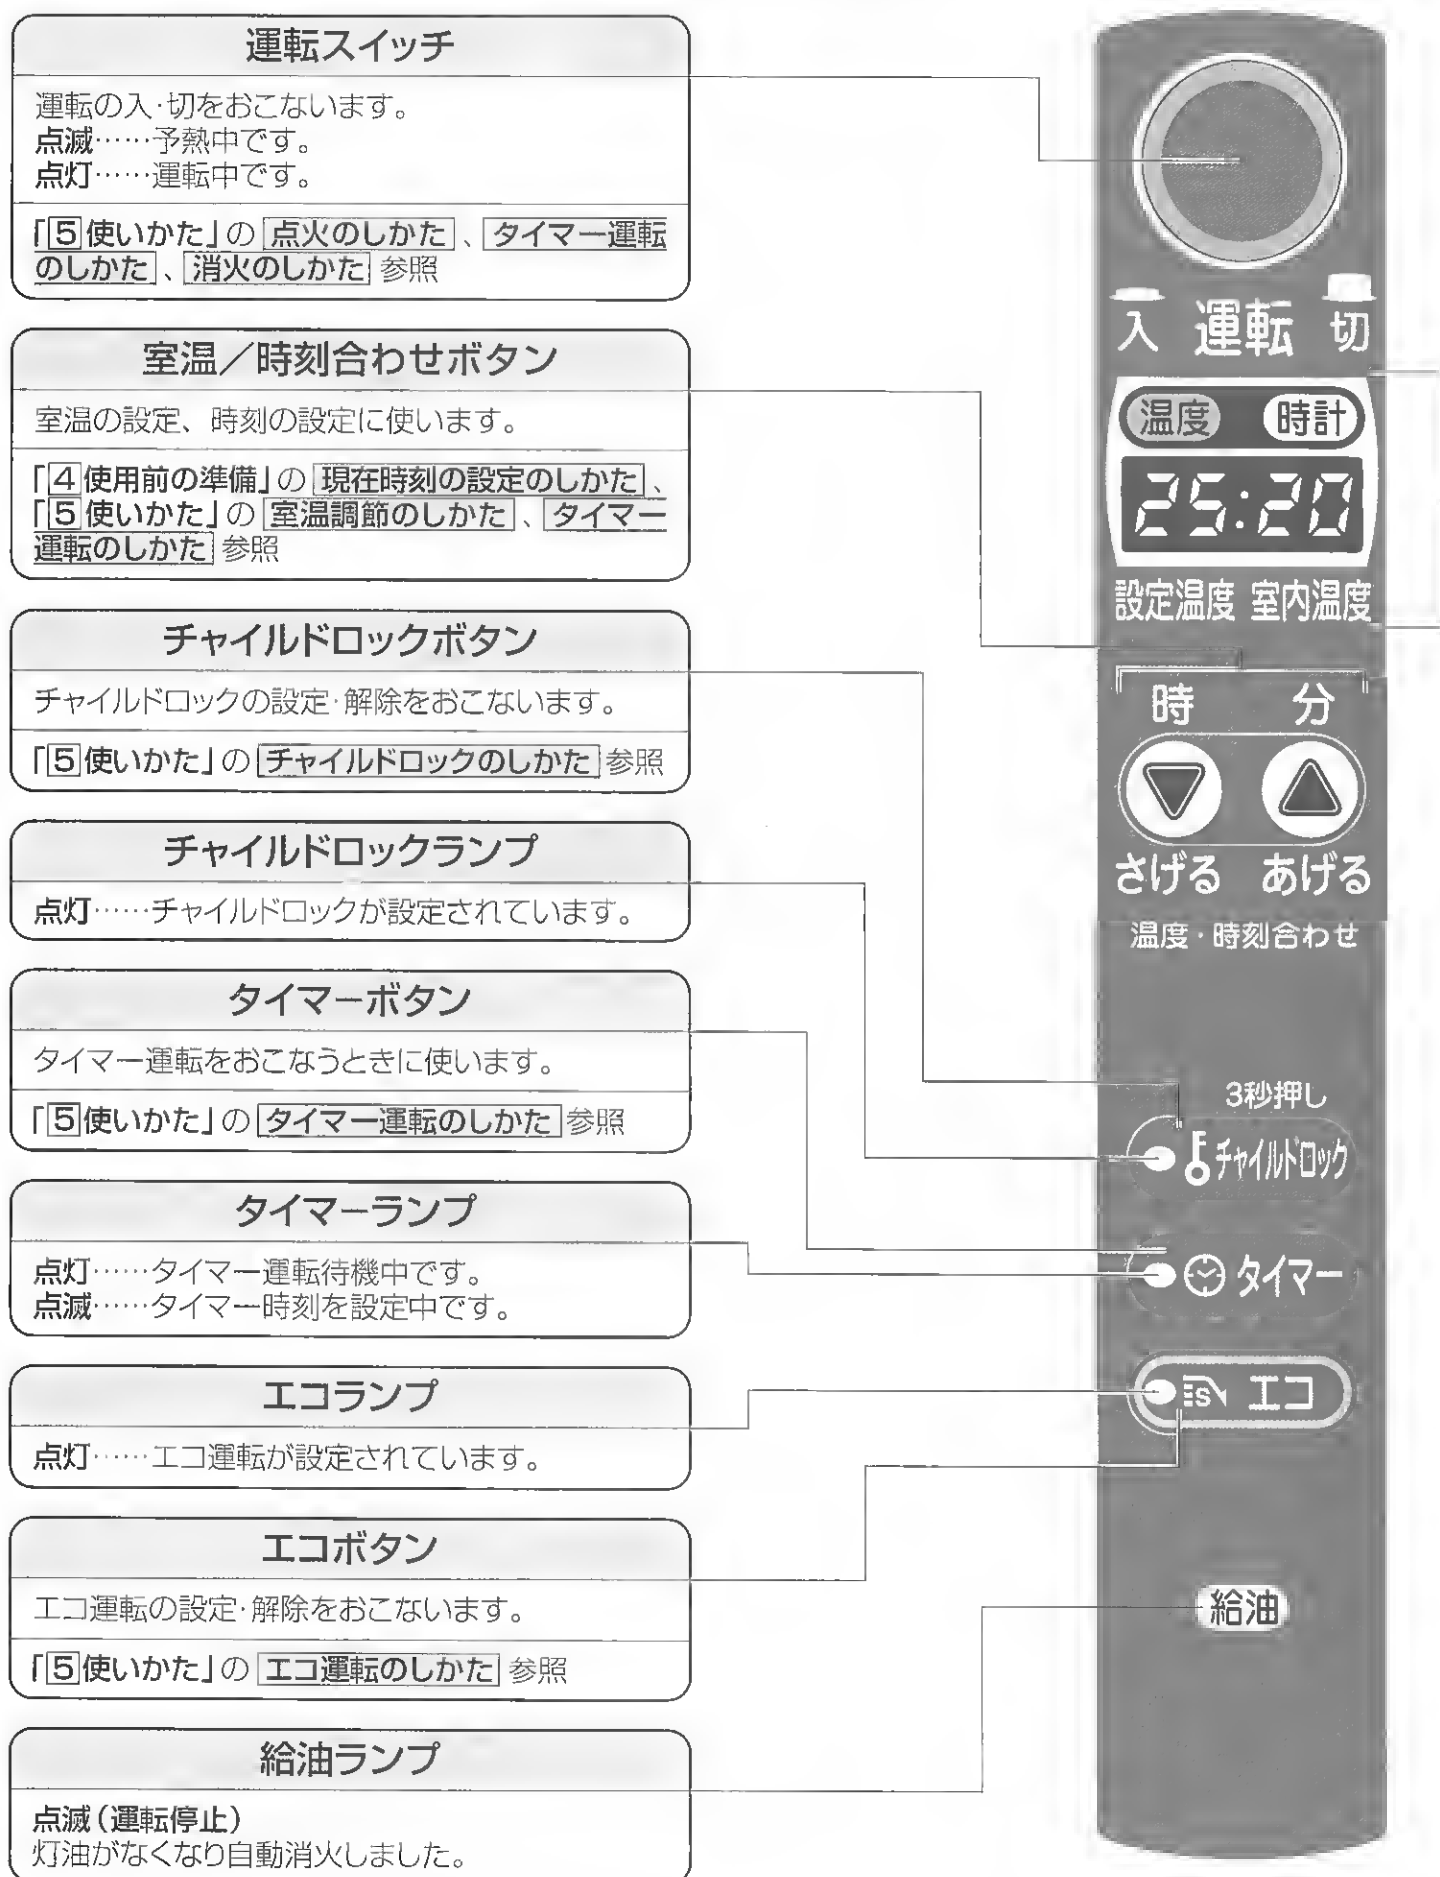 運転スイッチ
運転の入・切をおこないます。
点滅……予熱中です。
点灯……運転中です。
「5使いかた」の 点火のしかた 、 タイマー運転
のしかた 、 消火のしかた 参照
室温／時刻合わせボタン
室温の設定、時刻の設定に使います。
「4使用前の準備」の 現在時刻の設定のしかた 、
「5使いかた」の 室温調節のしかた 、 タイマー
運転のしかた 参照
チャイルドロックボタン
チャイルドロックの設定・解除をおこないます。
「5使いかた」の チャイルドロックのしかた 参照
チャイルドロックランプ
点灯……チャイルドロックが設定されています。
タイマーボタン
タイマー運転をおこなうときに使います。
「5使いかた」の タイマー運転のしかた 参照
タイマーランプ
点灯……タイマー運転待機中です。
点滅……タイマー時刻を設定中です。
エコランプ
点灯……エコ運転が設定されています。
エコボタン
エコ運転の設定・解除をおこないます。
「5使いかた」の エコ運転のしかた 参照
給油ランプ
点滅（運転停止）
灯油がなくなり自動消火しました。
入 運転 切
温度 時計
25:20
設定温度 室内温度
時 分
さげる あげる
温度・時刻合わせ
3秒押し
チャイルドロック
タイマー
S エコ
給油